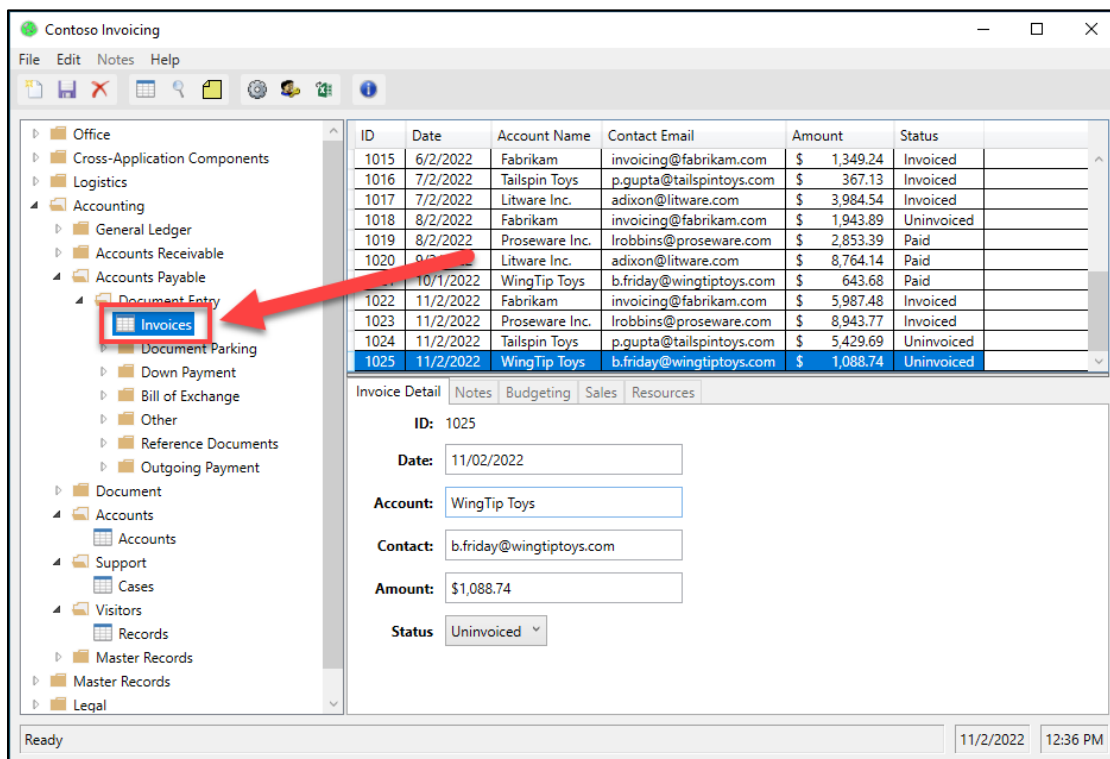 Contoso Invoicing
File Edit Notes Help
Office
Cross-Application Components
Logistics
Accounting
General Ledger
Accounts Receivable
Accounts Payable
Document Entry
Invoices
Document Parking
Down Payment
Bill of Exchange
Other
Reference Documents
Outgoing Payment
Document
Accounts
Accounts
Support
Cases
Visitors
Records
Master Records
Master Records
Legal
ID Date Account Name Contact Email Amount Status
1015 6/2/2022 Fabrikam invoicing@fabrikam.com $ 1,349.24 Invoiced
1016 7/2/2022 Tailspin Toys p.gupta@tailspintoys.com $ 367.13 Invoiced
1017 7/2/2022 Litware Inc. adixon@litware.com $ 3,984.54 Invoiced
1018 8/2/2022 Fabrikam invoicing@fabrikam.com $ 1,943.89 Uninvoiced
1019 8/2/2022 Proseware Inc. lrobbins@proseware.com $ 2,853.39 Paid
1020 Litware Inc. adixon@litware.com $ 8,764.14 Paid
10/1/2022 WingTip Toys b.friday@wingtiptoys.com $ 643.68 Paid
1022 11/2/2022 Fabrikam invoicing@fabrikam.com $ 5,987.48 Invoiced
1023 11/2/2022 Proseware Inc. lrobbins@proseware.com $ 8,943.77 Invoiced
1024 11/2/2022 Tailspin Toys p.gupta@tailspintoys.com $ 5,429.69 Uninvoiced
1025 11/2/2022 WingTip Toys b.friday@wingtiptoys.com $ 1,088.74 Uninvoiced
Invoice Detail Notes Budgeting Sales Resources
ID: 1025
Date: 11/02/2022
Account: WingTip Toys
Contact: b.friday@wingtiptoys.com
Amount: $1,088.74
Status Uninvoiced
Ready 11/2/2022 12:36 PM